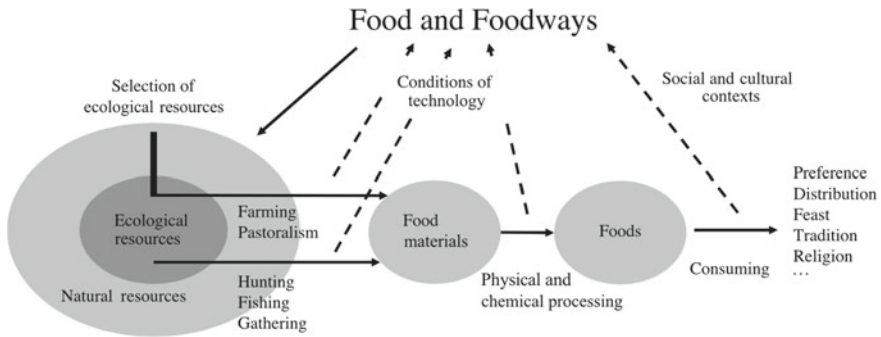 Food and Foodways
Conditions of
technology
Social and cultural
contexts
Selection of
ecological resources
Ecological
resources
Natural resources
Farming
Pastoralism
Hunting
Fishing
Gathering
Food
materials
Physical and
chemical processing
Foods
Consuming
Preference
Distribution
Feast
Tradition
Religion
...